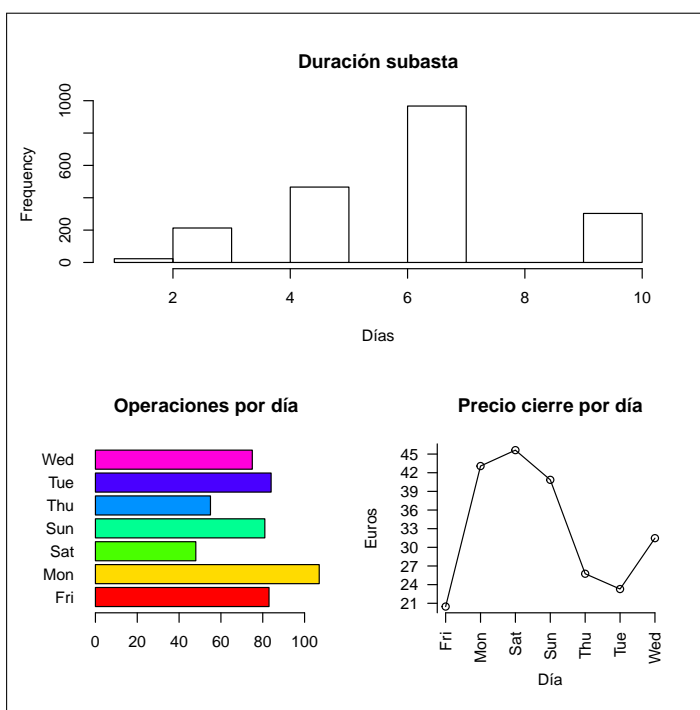 Duración subasta
Frequency
1000
600
200
0
2 4 6 8 10
Días
Operaciones por día
Wed
Tue
Thu
Sun
Sat
Mon
Fri
0 20 40 60 80 100
Precio cierre por día
Euros
45
42
39
36
33
30
27
24
21
Fri Mon Sat Sun Thu Tue Wed
Día